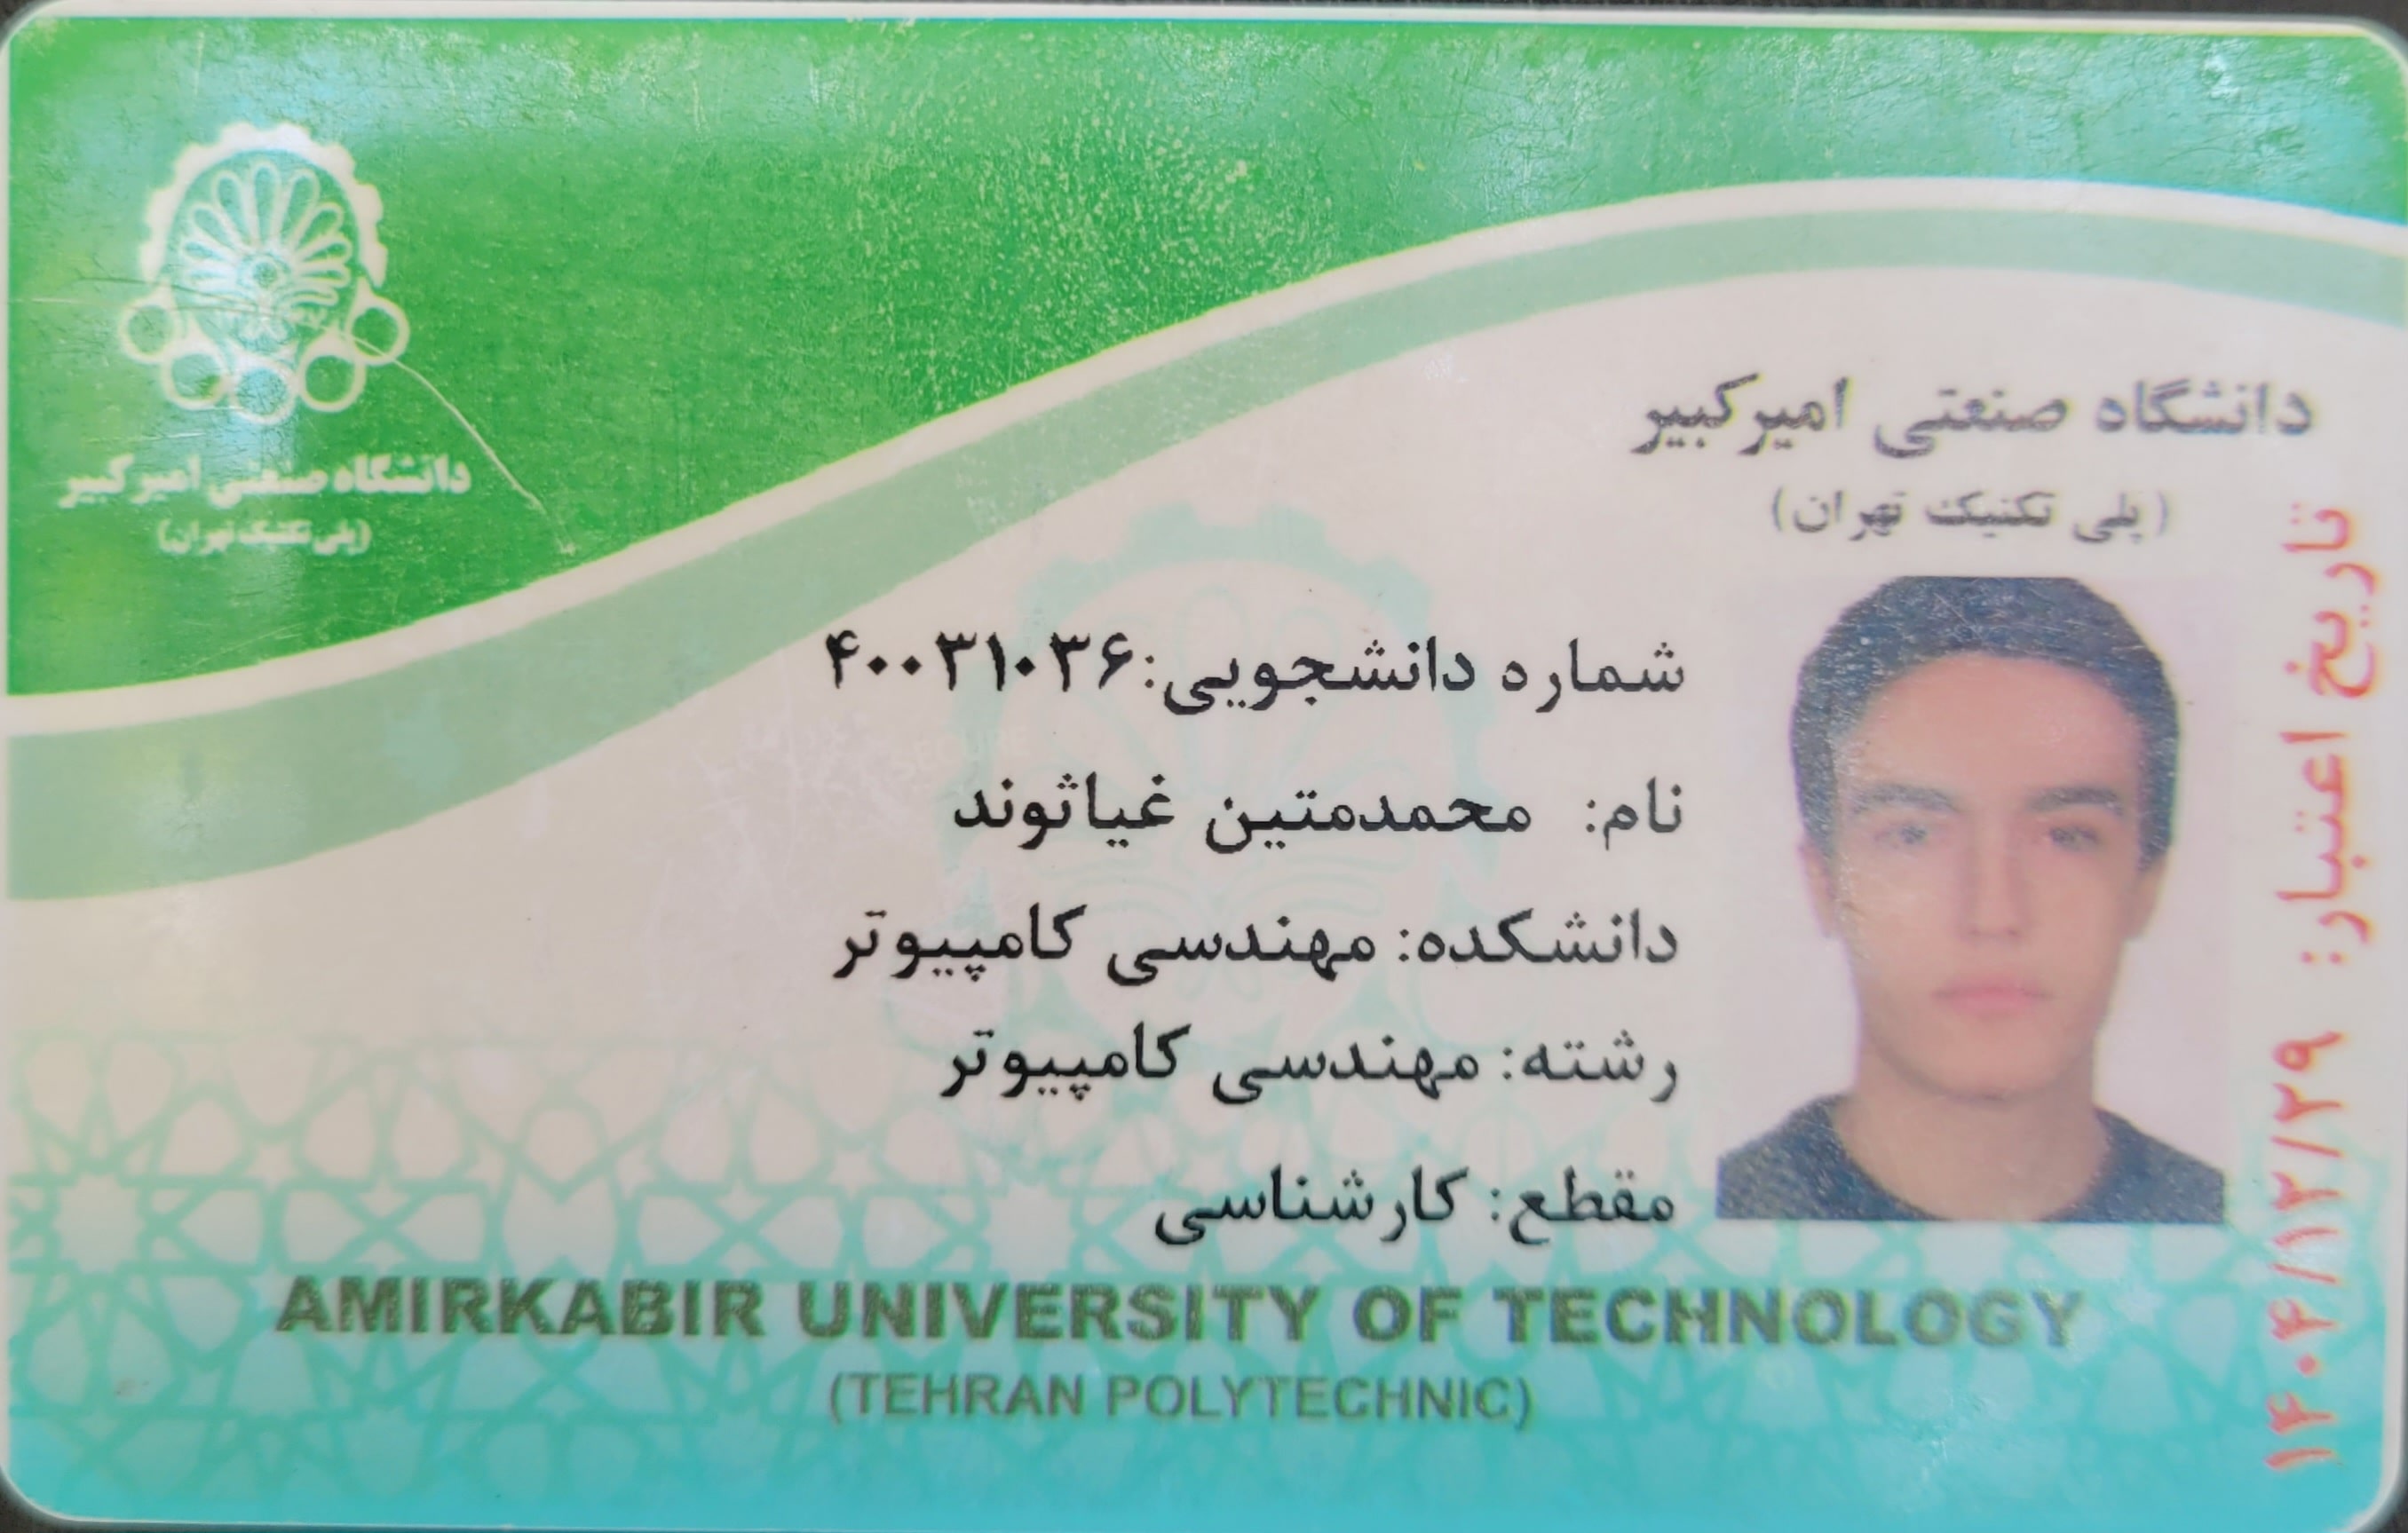 دانشگاه صنعتی امیرکبیر
(پلی تکنیک تهران)
دانشگاه صنعتی امیرکبیر
(پلی تکنیک تهران)
شماره دانشجویی: ۴۰۰۳۱۰۳۶
نام: محمدمتین غیاثوند
دانشکده: مهندسی کامپیوتر
رشته: مهندسی کامپیوتر
مقطع: کارشناسی
تاریخ اعتبار: ۱۴۰۴/۱۲/۲۹
AMIRKABIR UNIVERSITY OF TECHNOLOGY
(TEHRAN POLYTECHNIC)